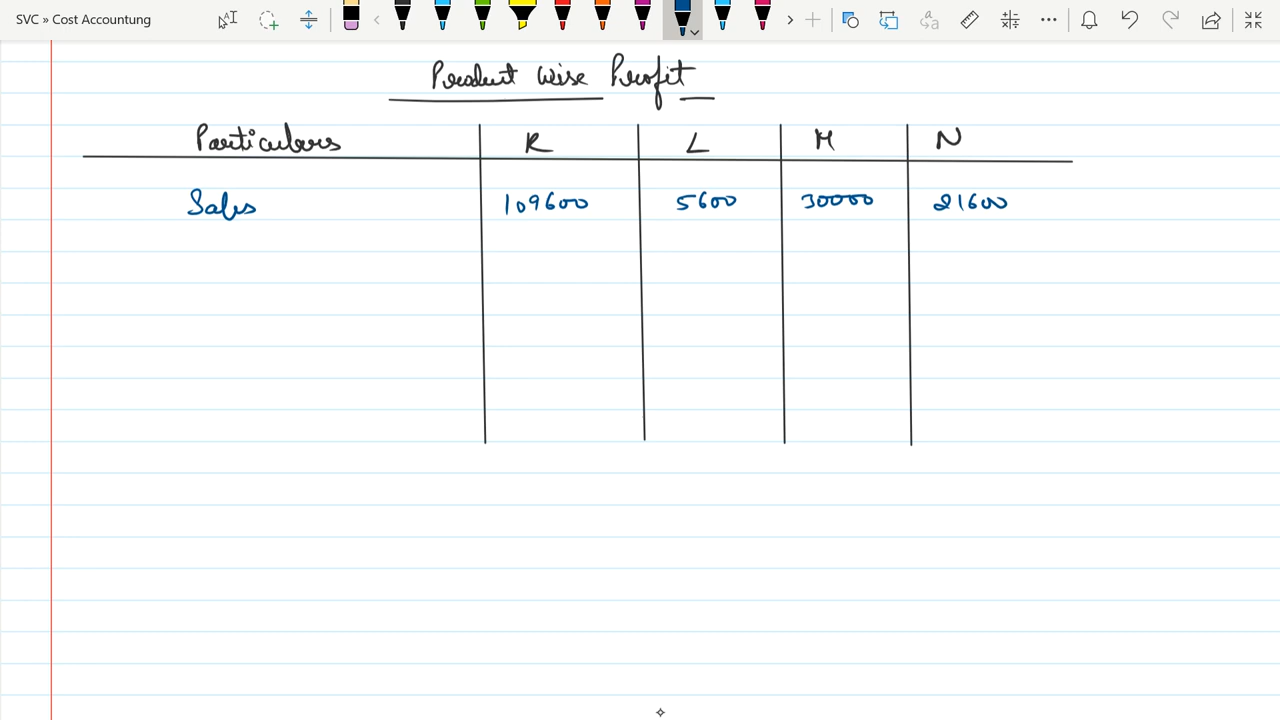 SVC » Cost Accountung
Product wise Profit
Particulars R L M N
Sales 109600 5600 30000 21600